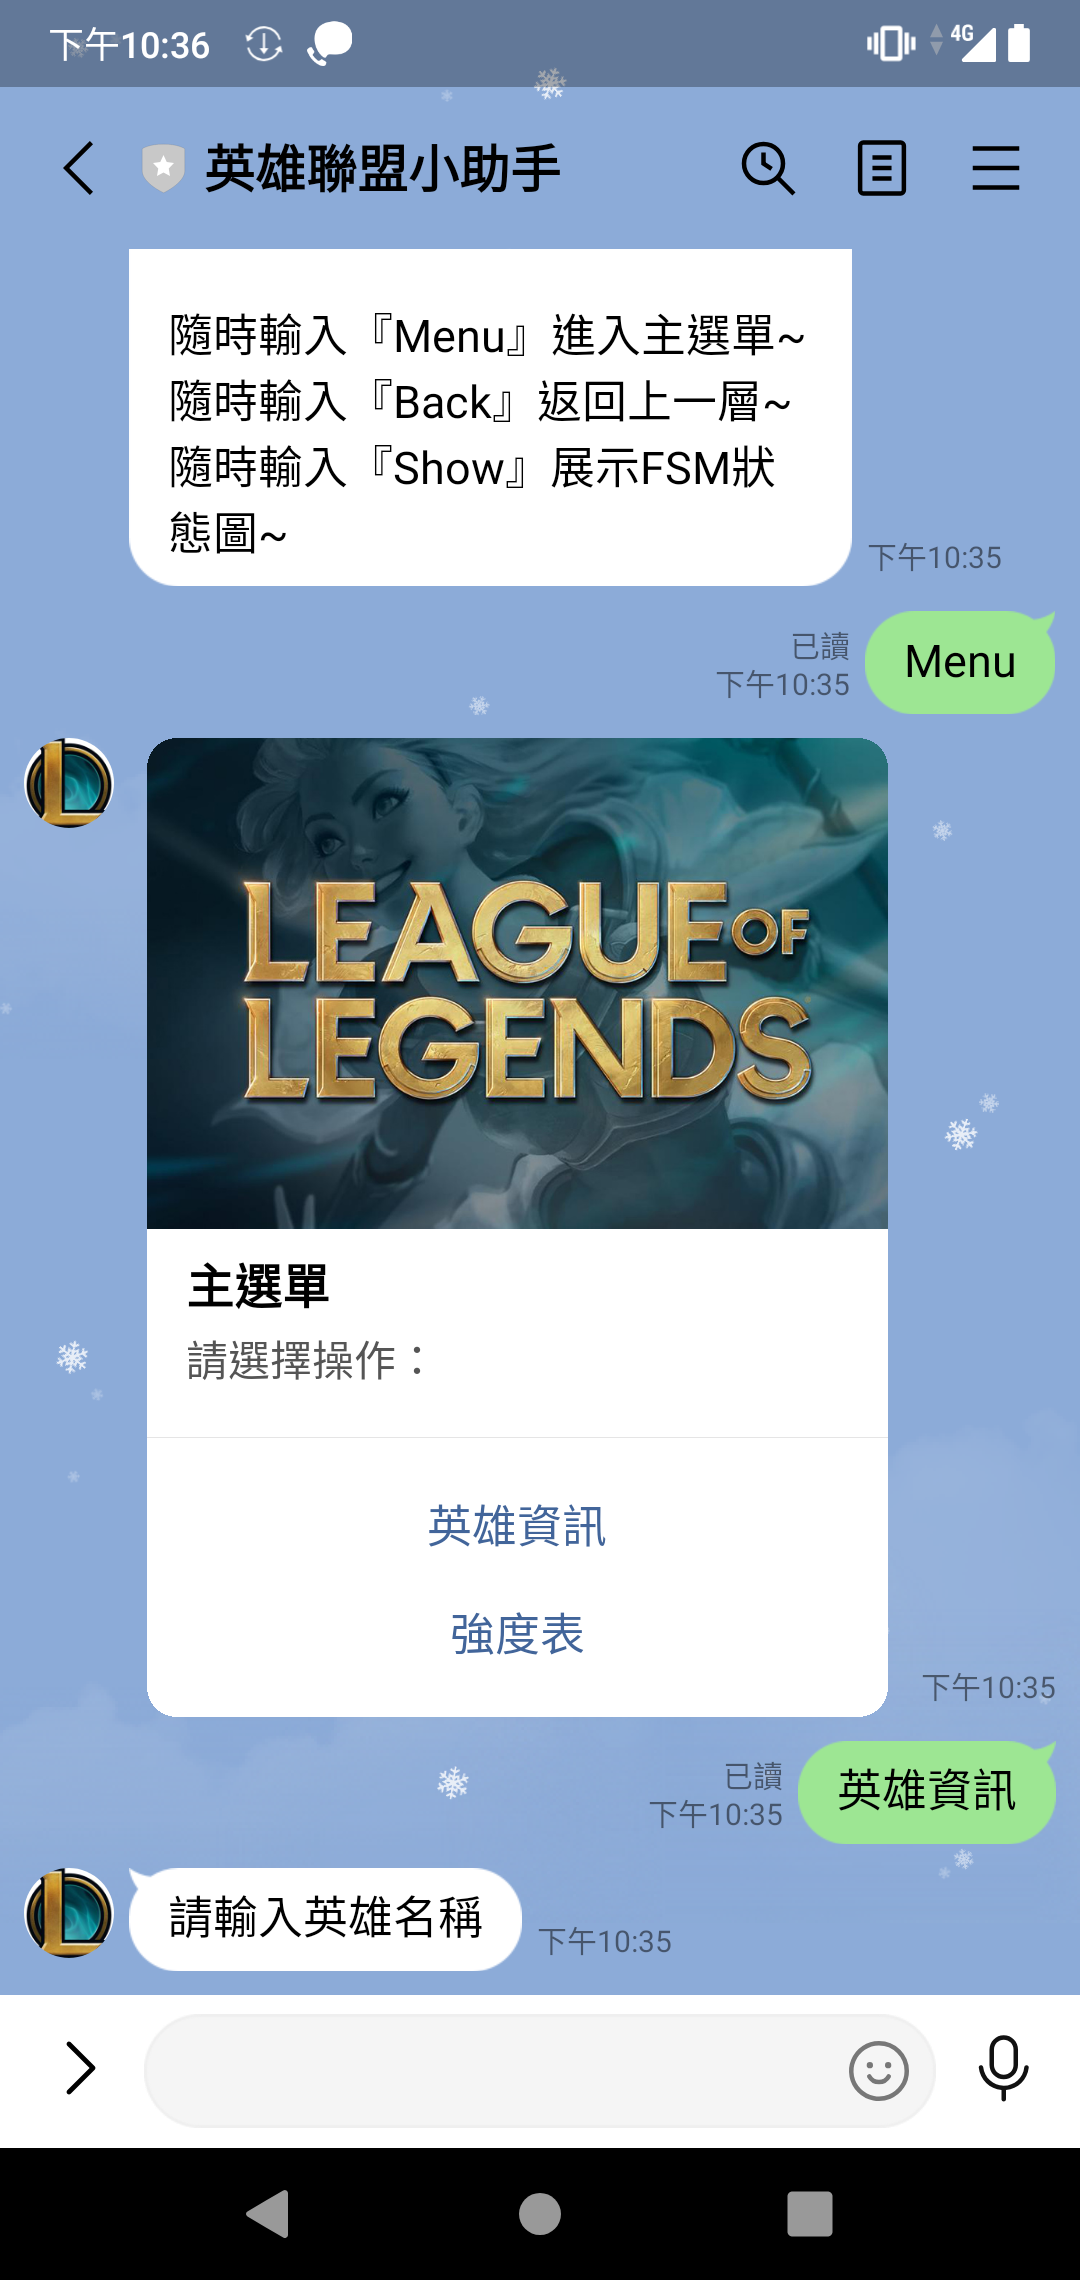 下午10:36
4G
英雄聯盟小助手
隨時輸入『Menu』進入主選單~
隨時輸入『Back』返回上一層~
隨時輸入『Show』展示FSM狀
態圖~
下午10:35
已讀
下午10:35
Menu
LEAGUE OF
LEGENDS
主選單
請選擇操作：
英雄資訊
強度表
下午10:35
已讀
下午10:35
英雄資訊
請輸入英雄名稱
下午10:35